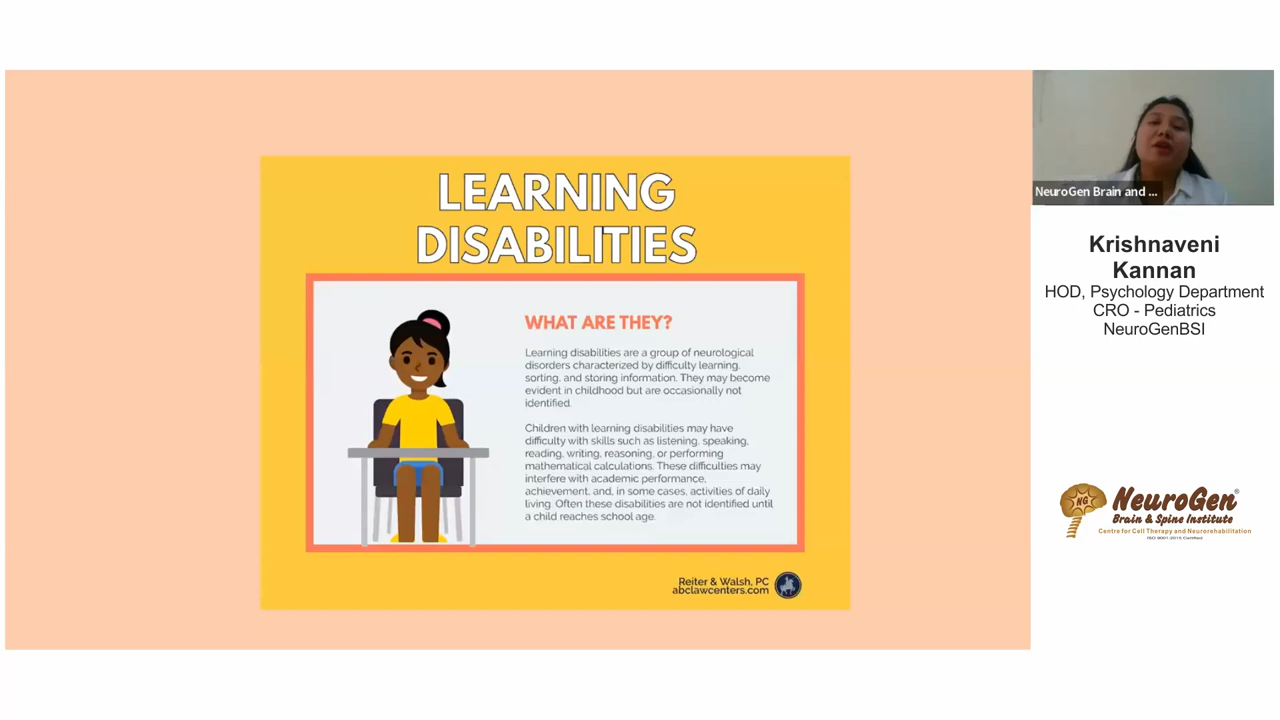 LEARNING
DISABILITIES
WHAT ARE THEY?
Learning disabilities are a group of neurological
disorders characterized by difficulty learning,
sorting, and storing information. They may become
evident in childhood but are occasionally not
identified.
Children with learning disabilities may have
difficulty with skills such as listening, speaking,
reading, writing, reasoning, or performing
mathematical calculations. These difficulties may
interfere with academic performance,
achievement, and, in some cases, activities of daily
living. Often these disabilities are not identified until
a child reaches school age.
Reiter & Walsh, PC
abclawcenters.com
NeuroGen Brain and ...
Krishnaveni
Kannan
HOD, Psychology Department
CRO - Pediatrics
NeuroGenBSI
NG
NeuroGen®
Brain & Spine Institute
Centre for Cell Therapy and Neurorehabilitation
ISO 9001:2015 Certified